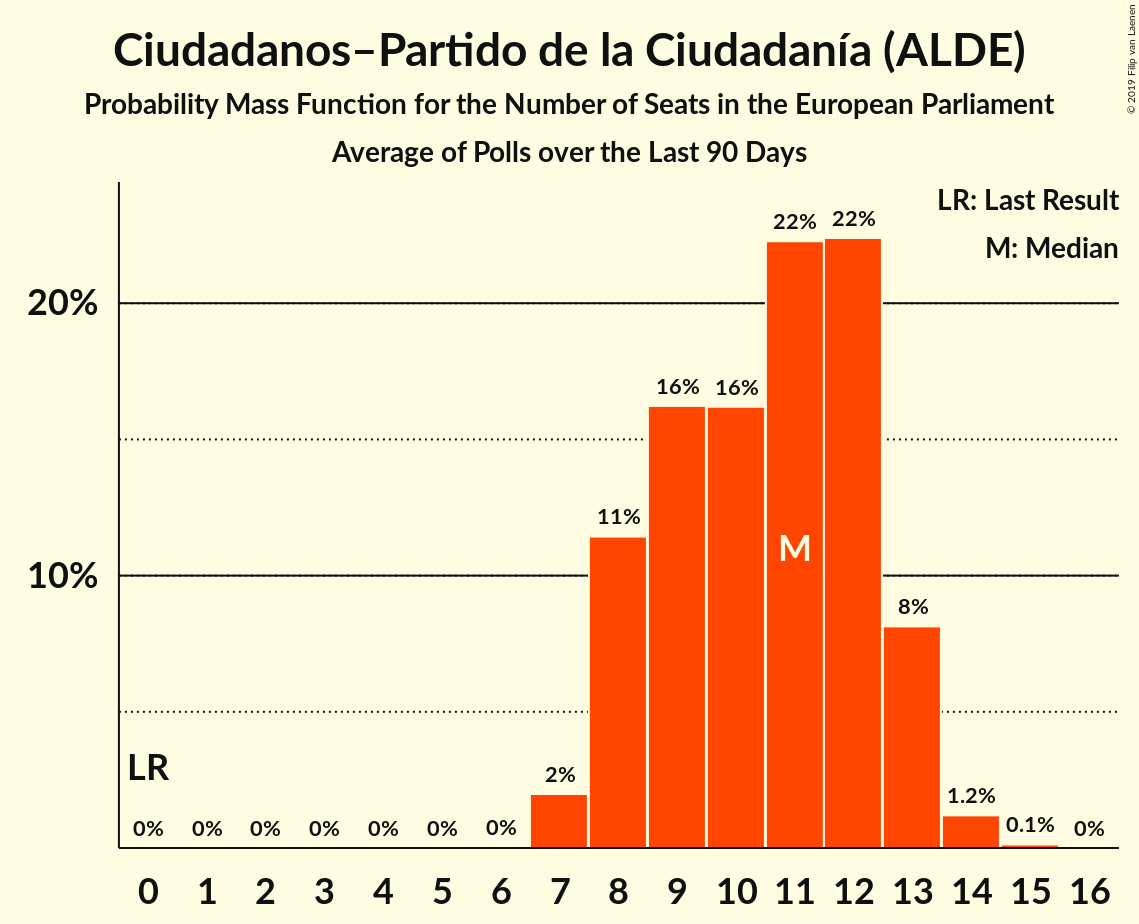 Ciudadanos–Partido de la Ciudadanía (ALDE)
Probability Mass Function for the Number of Seats in the European Parliament
Average of Polls over the Last 90 Days
© 2019 Filip van Laenen
LR: Last Result
M: Median
22% 22%
20%
16% 16%
11%
M
10%
8%
LR
2%
1.2%
0.1%
0% 0% 0% 0% 0% 0% 0% 0%
0 1 2 3 4 5 6 7 8 9 10 11 12 13 14 15 16